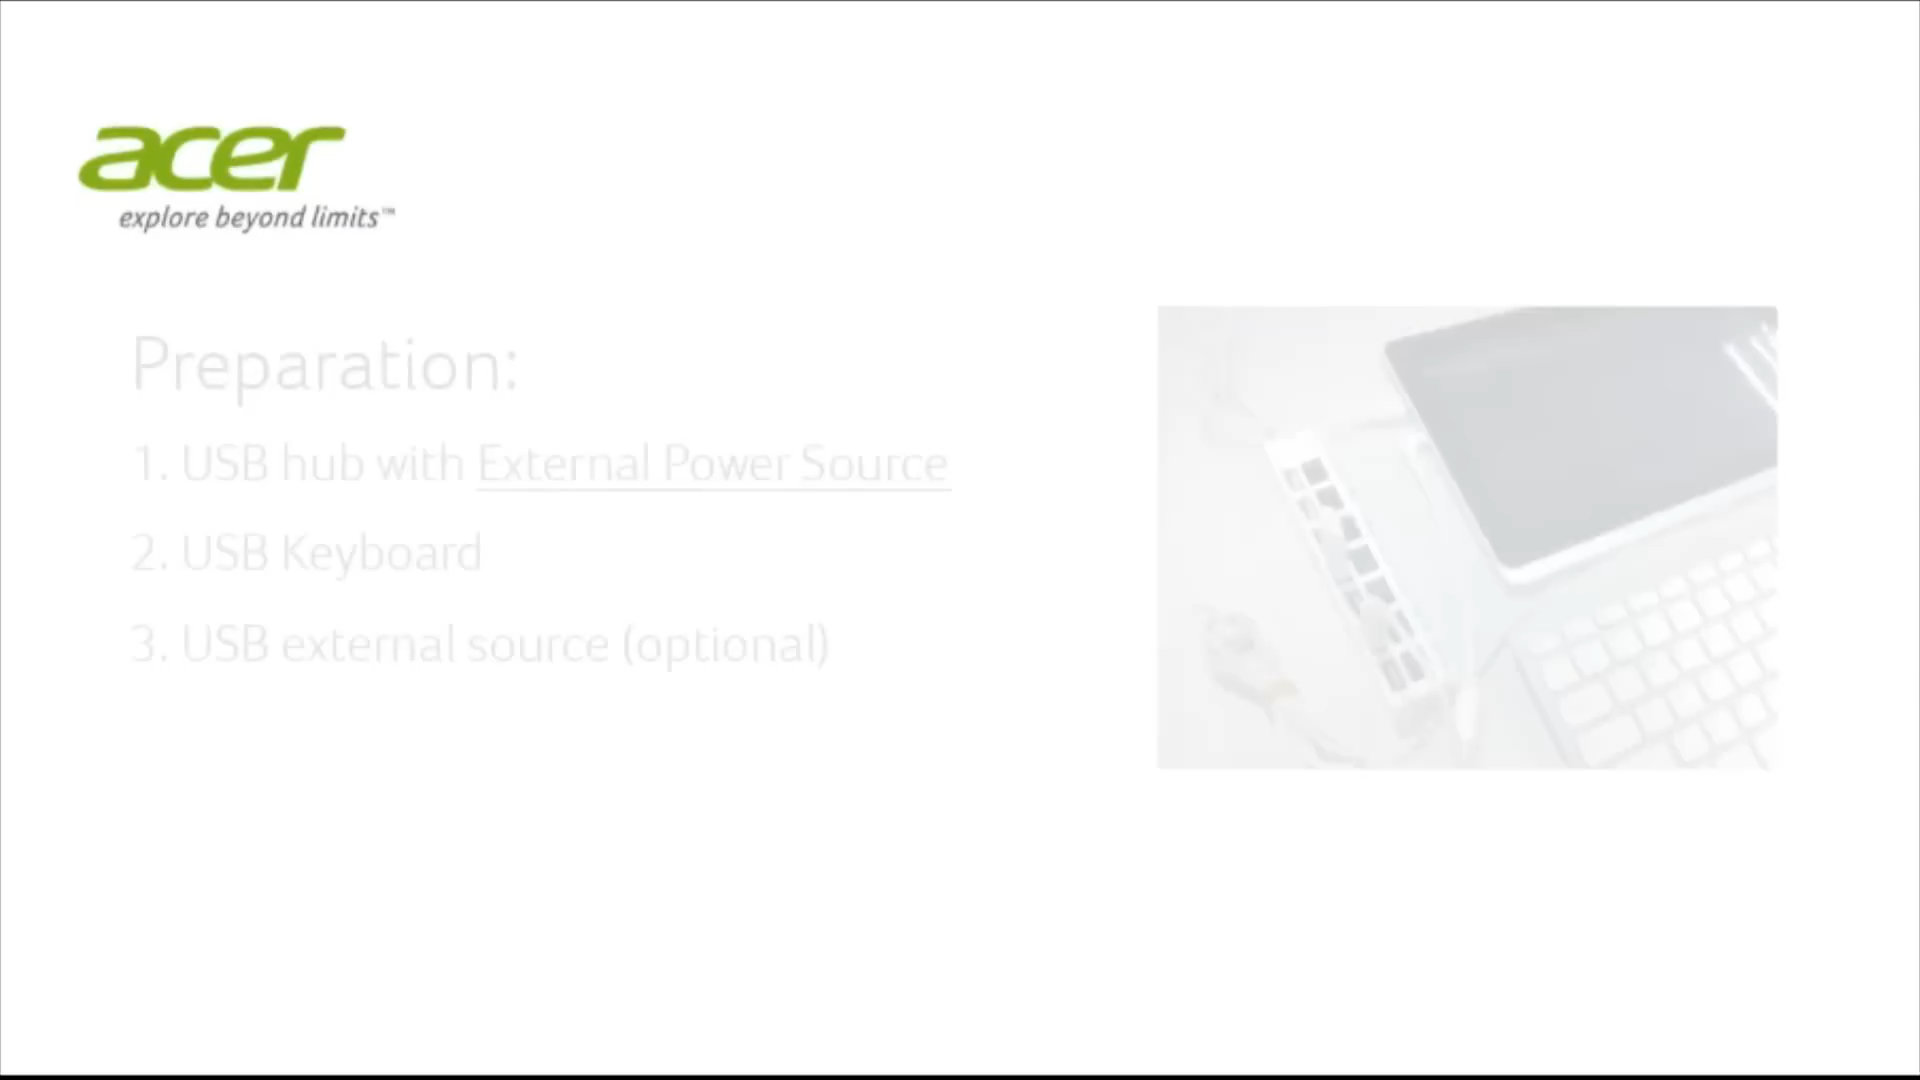 acer
explore beyond limits™
Preparation:
1. USB hub with External Power Source
2. USB Keyboard
3. USB external source (optional)